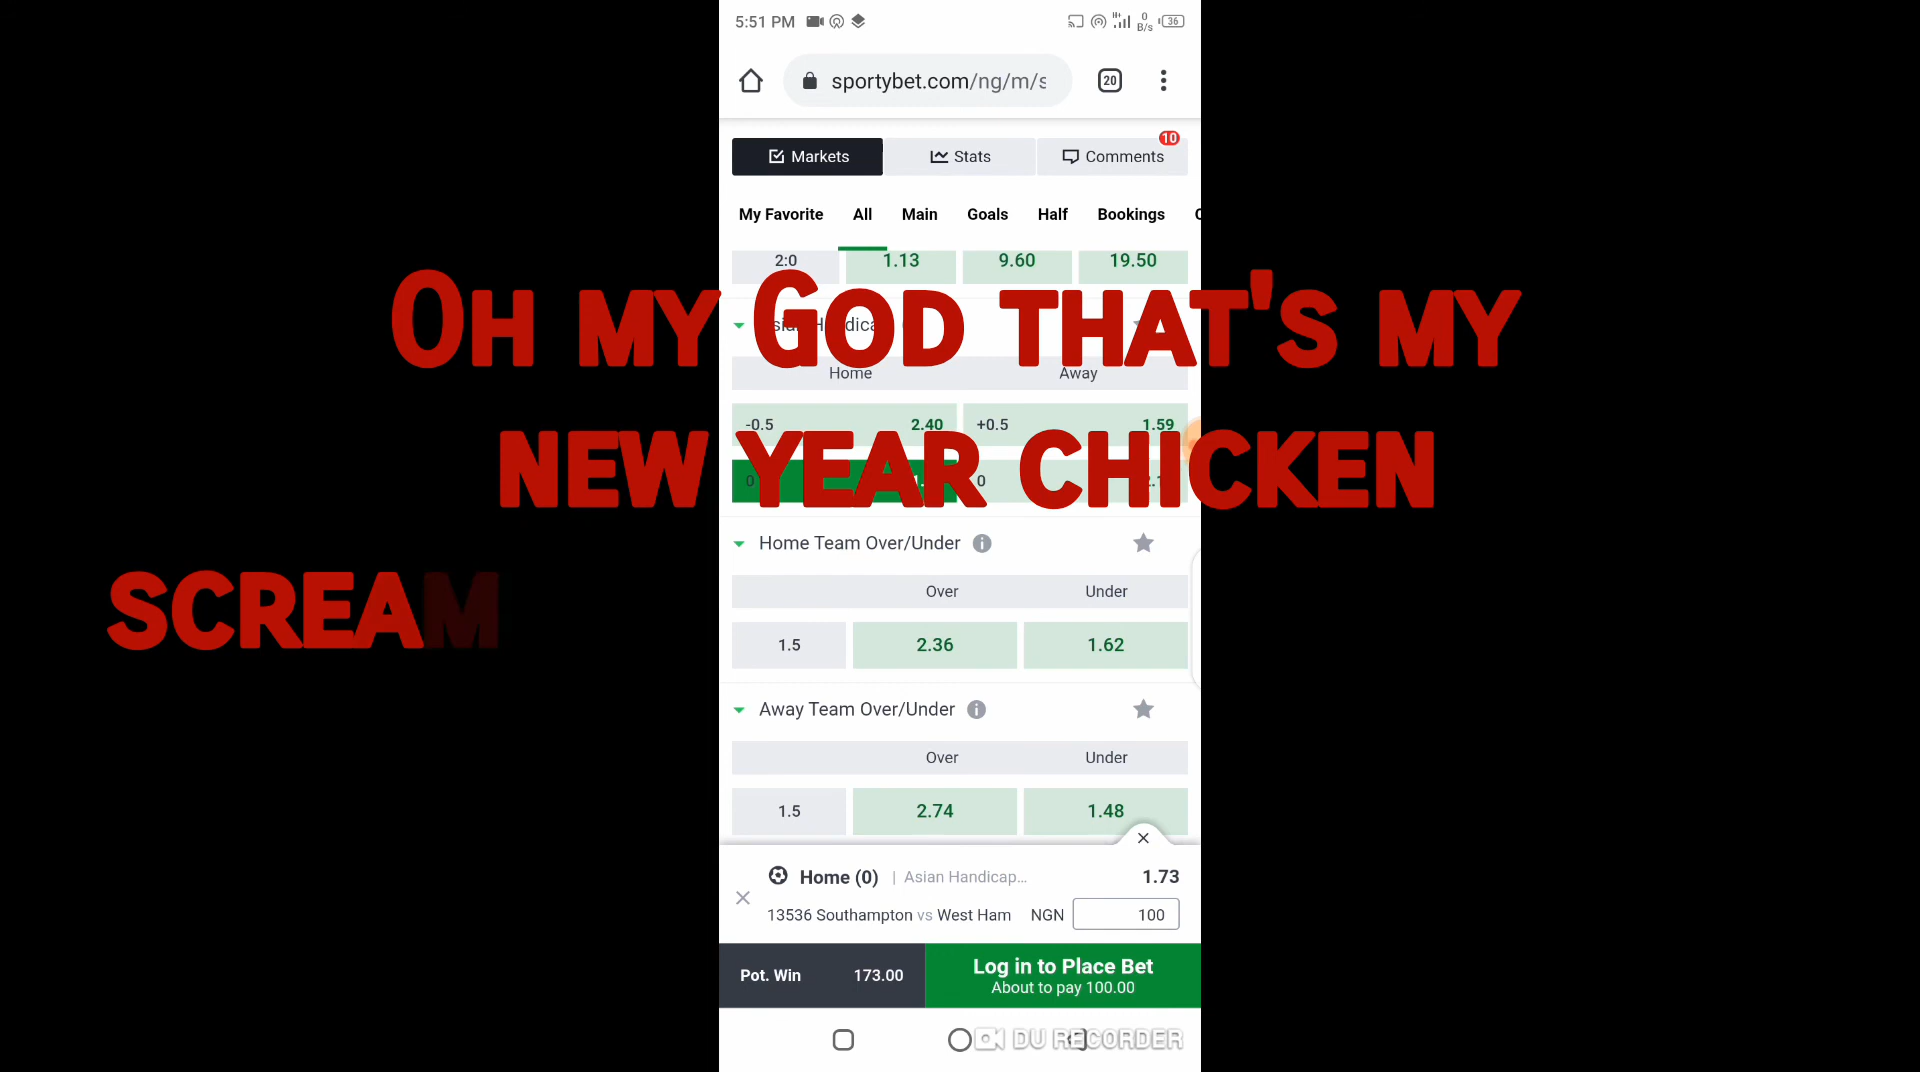 5:51 PM
0
B/s
36
sportybet.com/ng/m/s
20
Markets
Stats
Comments
10
My Favorite
All
Main
Goals
Half
Bookings
2:0
1.13
9.60
19.50
Oh my God that's my
new year chicken
scream
Home
Away
-0.5
2.40
+0.5
1.59
0
0
Home Team Over/Under
Over
Under
1.5
2.36
1.62
Away Team Over/Under
Over
Under
1.5
2.74
1.48
Home (0) | Asian Handicap...
1.73
13536 Southampton vs West Ham
NGN
100
Pot. Win
173.00
Log in to Place Bet
About to pay 100.00
DU RECORDER